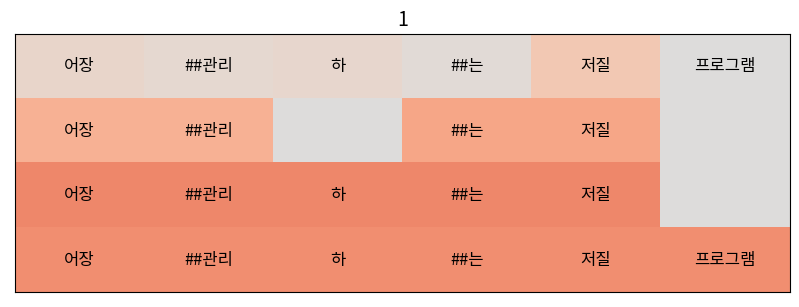 1
어장 ##관리 하 ##는 저질 프로그램
어장 ##관리 ##는 저질
어장 ##관리 하 ##는 저질
어장 ##관리 하 ##는 저질 프로그램